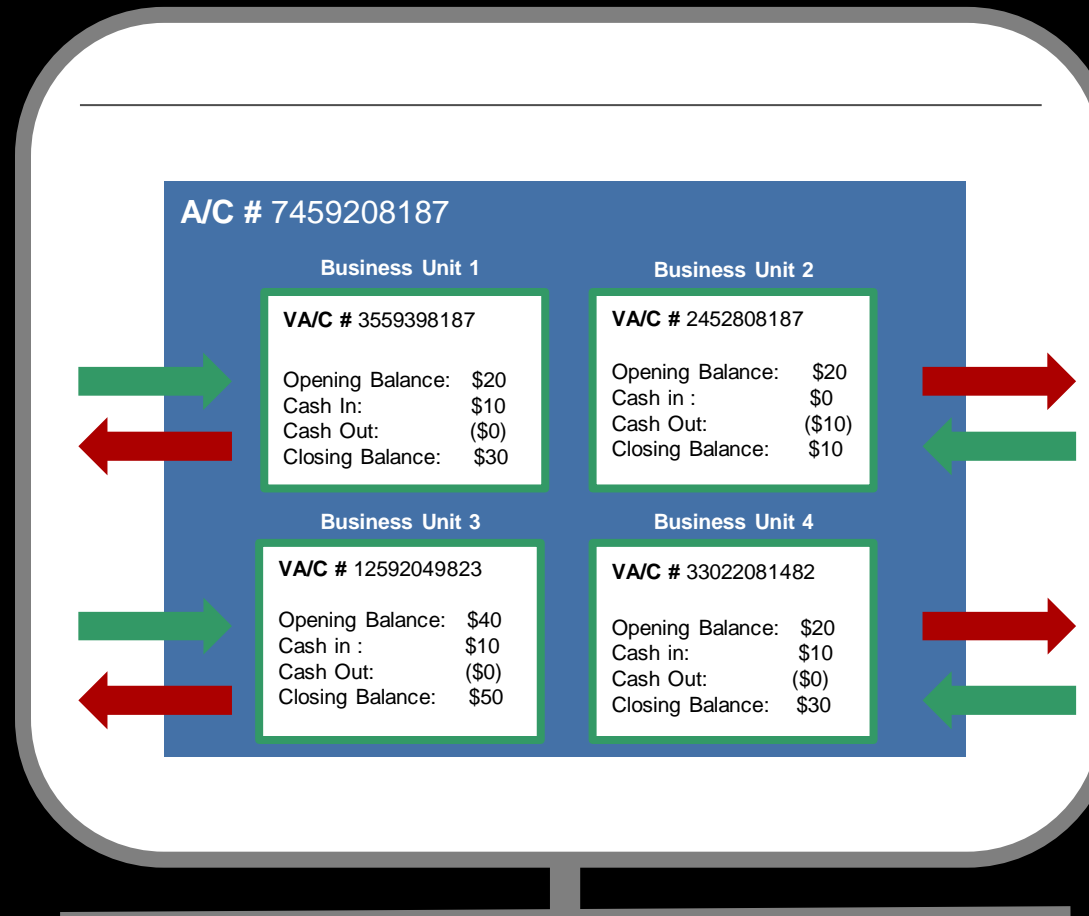 A/C # 7459208187
Business Unit 1
VA/C # 3559398187
Opening Balance: $20
Cash In: $10
Cash Out: ($0)
Closing Balance: $30
Business Unit 2
VA/C # 2452808187
Opening Balance: $20
Cash in : $0
Cash Out: ($10)
Closing Balance: $10
Business Unit 3
VA/C # 12592049823
Opening Balance: $40
Cash in : $10
Cash Out: ($0)
Closing Balance: $50
Business Unit 4
VA/C # 33022081482
Opening Balance: $20
Cash in: $10
Cash Out: ($0)
Closing Balance: $30